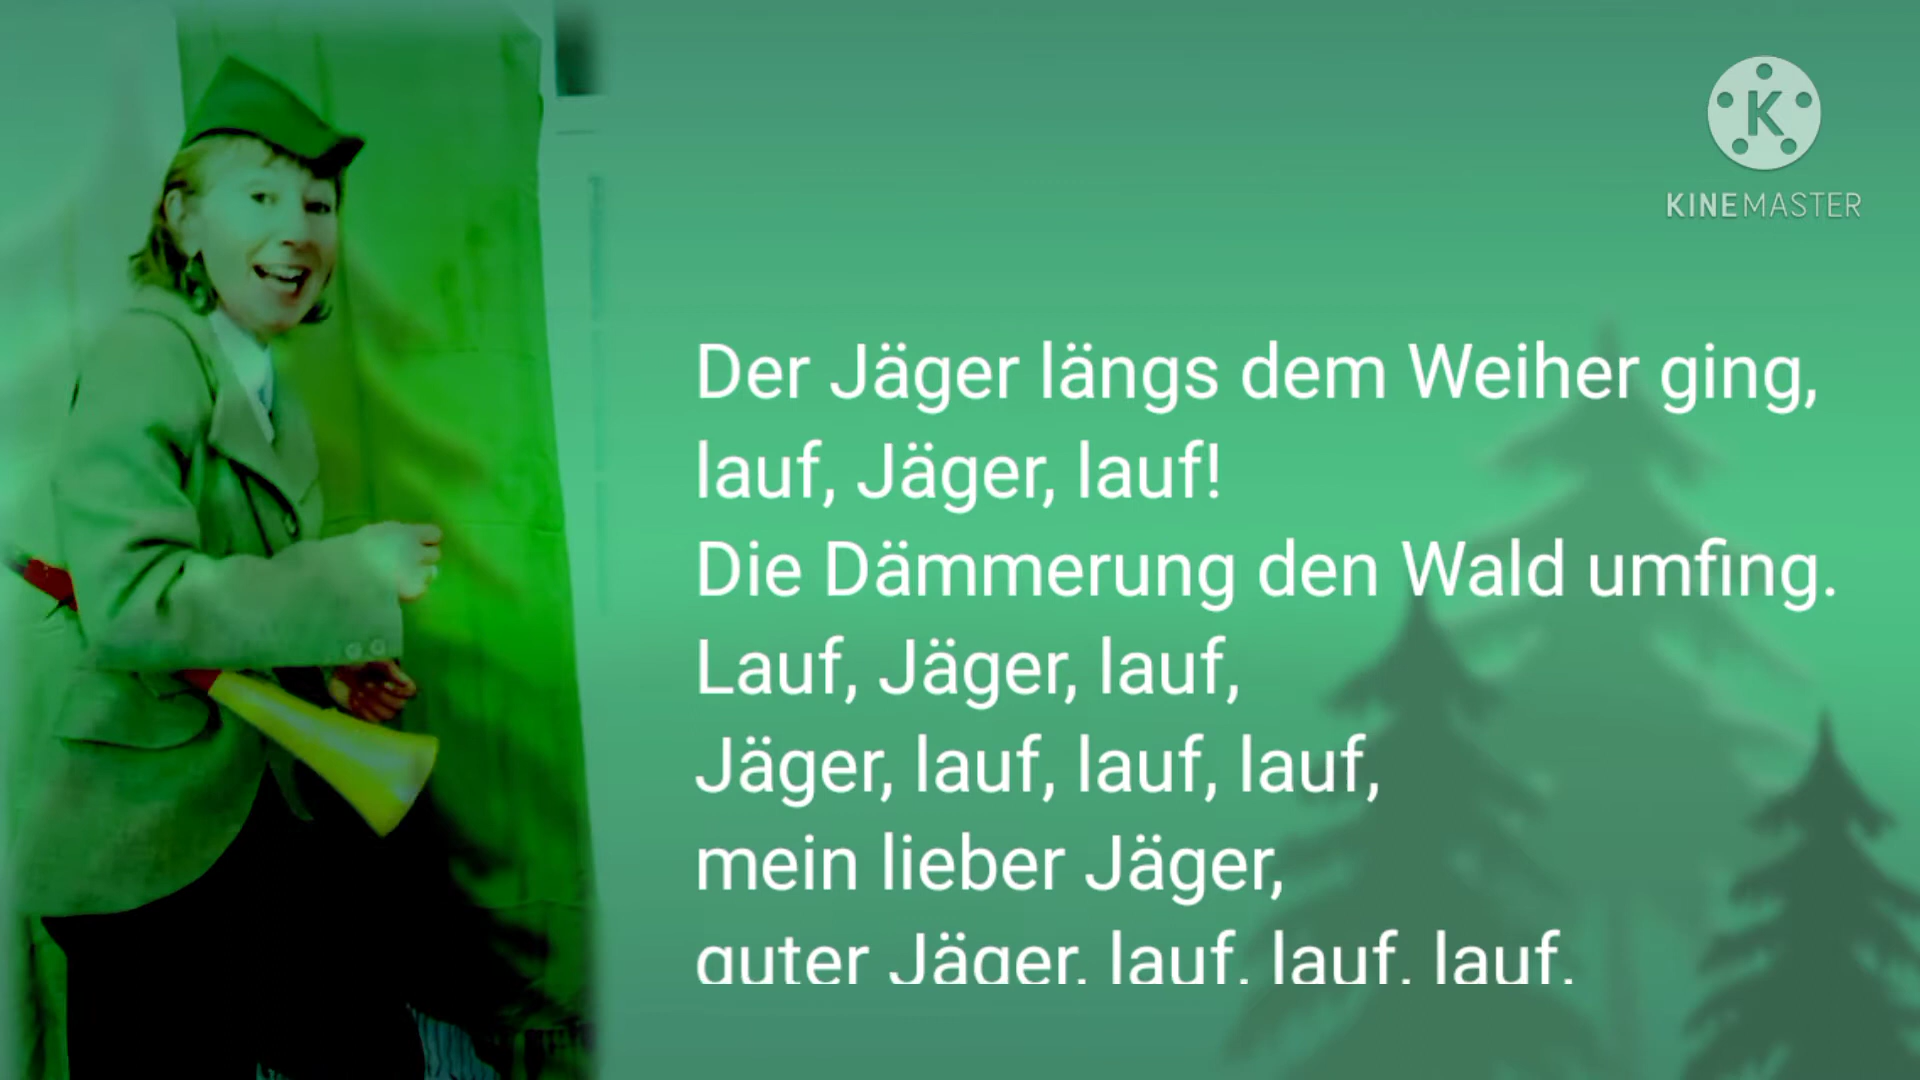 K
KINEMASTER
Der Jäger längs dem Weiher ging,
lauf, Jäger, lauf!
Die Dämmerung den Wald umfing.
Lauf, Jäger, lauf,
Jäger, lauf, lauf, lauf,
mein lieber Jäger,
guter Jäger, lauf, lauf, lauf,